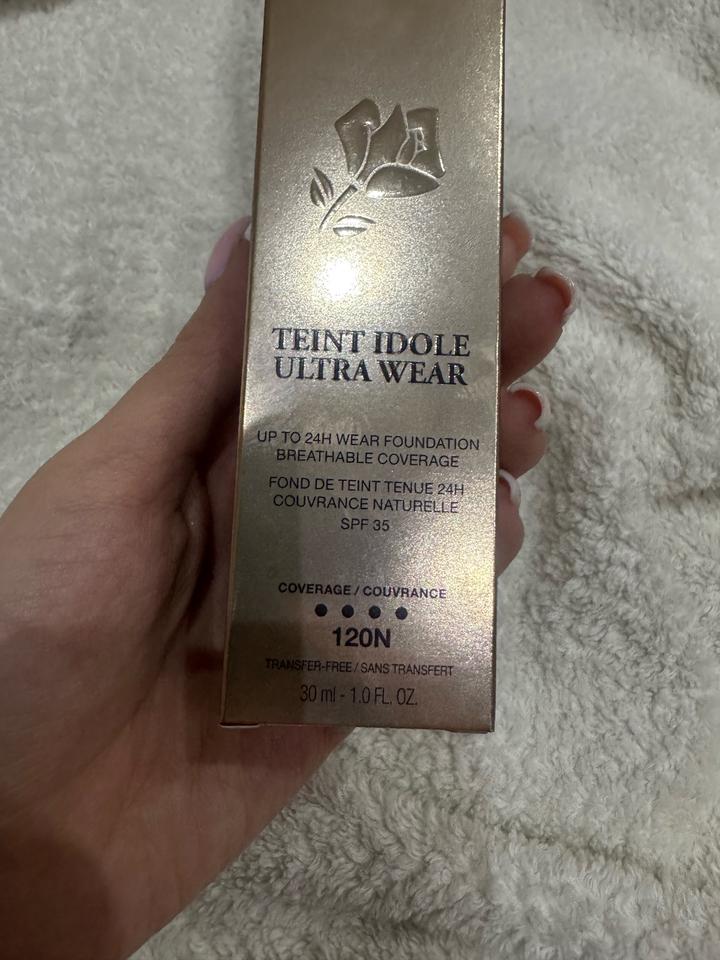 TEINT IDOLE
ULTRA WEAR
UP TO 24H WEAR FOUNDATION
BREATHABLE COVERAGE
FOND DE TEINT TENUE 24H
COUVRANCE NATURELLE
SPF 35
COVERAGE / COUVRANCE
120N
TRANSFER-FREE / SANS TRANSFERT
30 ml - 1.0 FL. OZ.